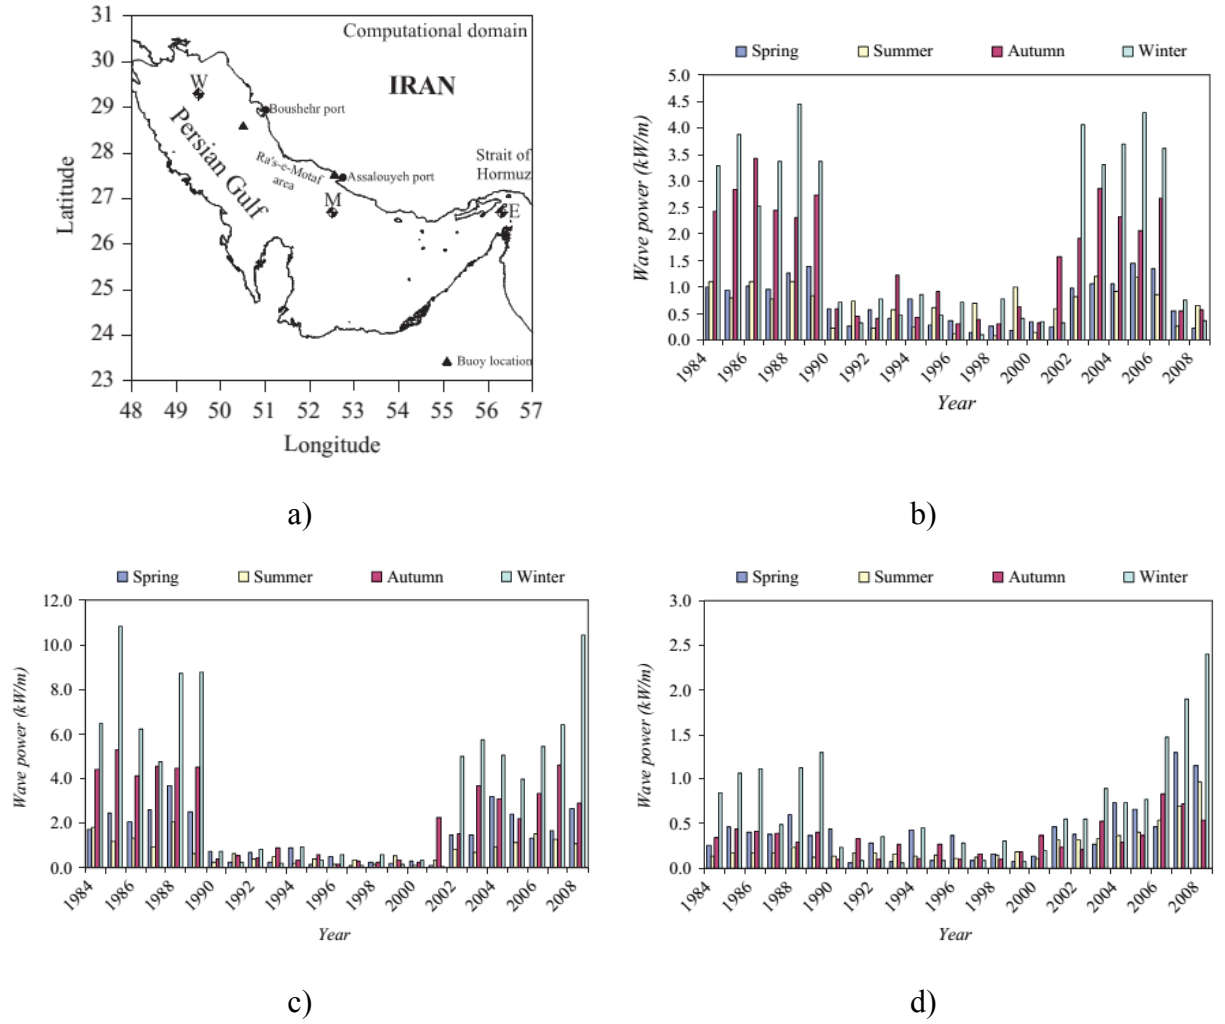 31
30
29
28
27
26
25
24
23
Latitude
Computational domain
IRAN
W
Boushehr port
Persian Gulf
Ra's-e-Motaf
area
Strait of
Hormuz
Assalouyeh port
M
E
Buoy location
48 49 50 51 52 53 54 55 56 57
Longitude
a)
Spring Summer Autumn Winter
5.0
4.5
4.0
3.5
3.0
2.5
2.0
1.5
1.0
0.5
0.0
Wave power (kW/m)
1984 1986 1988 1990 1992 1994 1996 1998 2000 2002 2004 2006 2008
Year
b)
Spring Summer Autumn Winter
12.0
10.0
8.0
6.0
4.0
2.0
0.0
Wave power (kW/m)
1984 1986 1988 1990 1992 1994 1996 1998 2000 2002 2004 2006 2008
Year
c)
Spring Summer Autumn Winter
3.0
2.5
2.0
1.5
1.0
0.5
0.0
Wave power (kW/m)
1984 1986 1988 1990 1992 1994 1996 1998 2000 2002 2004 2006 2008
Year
d)